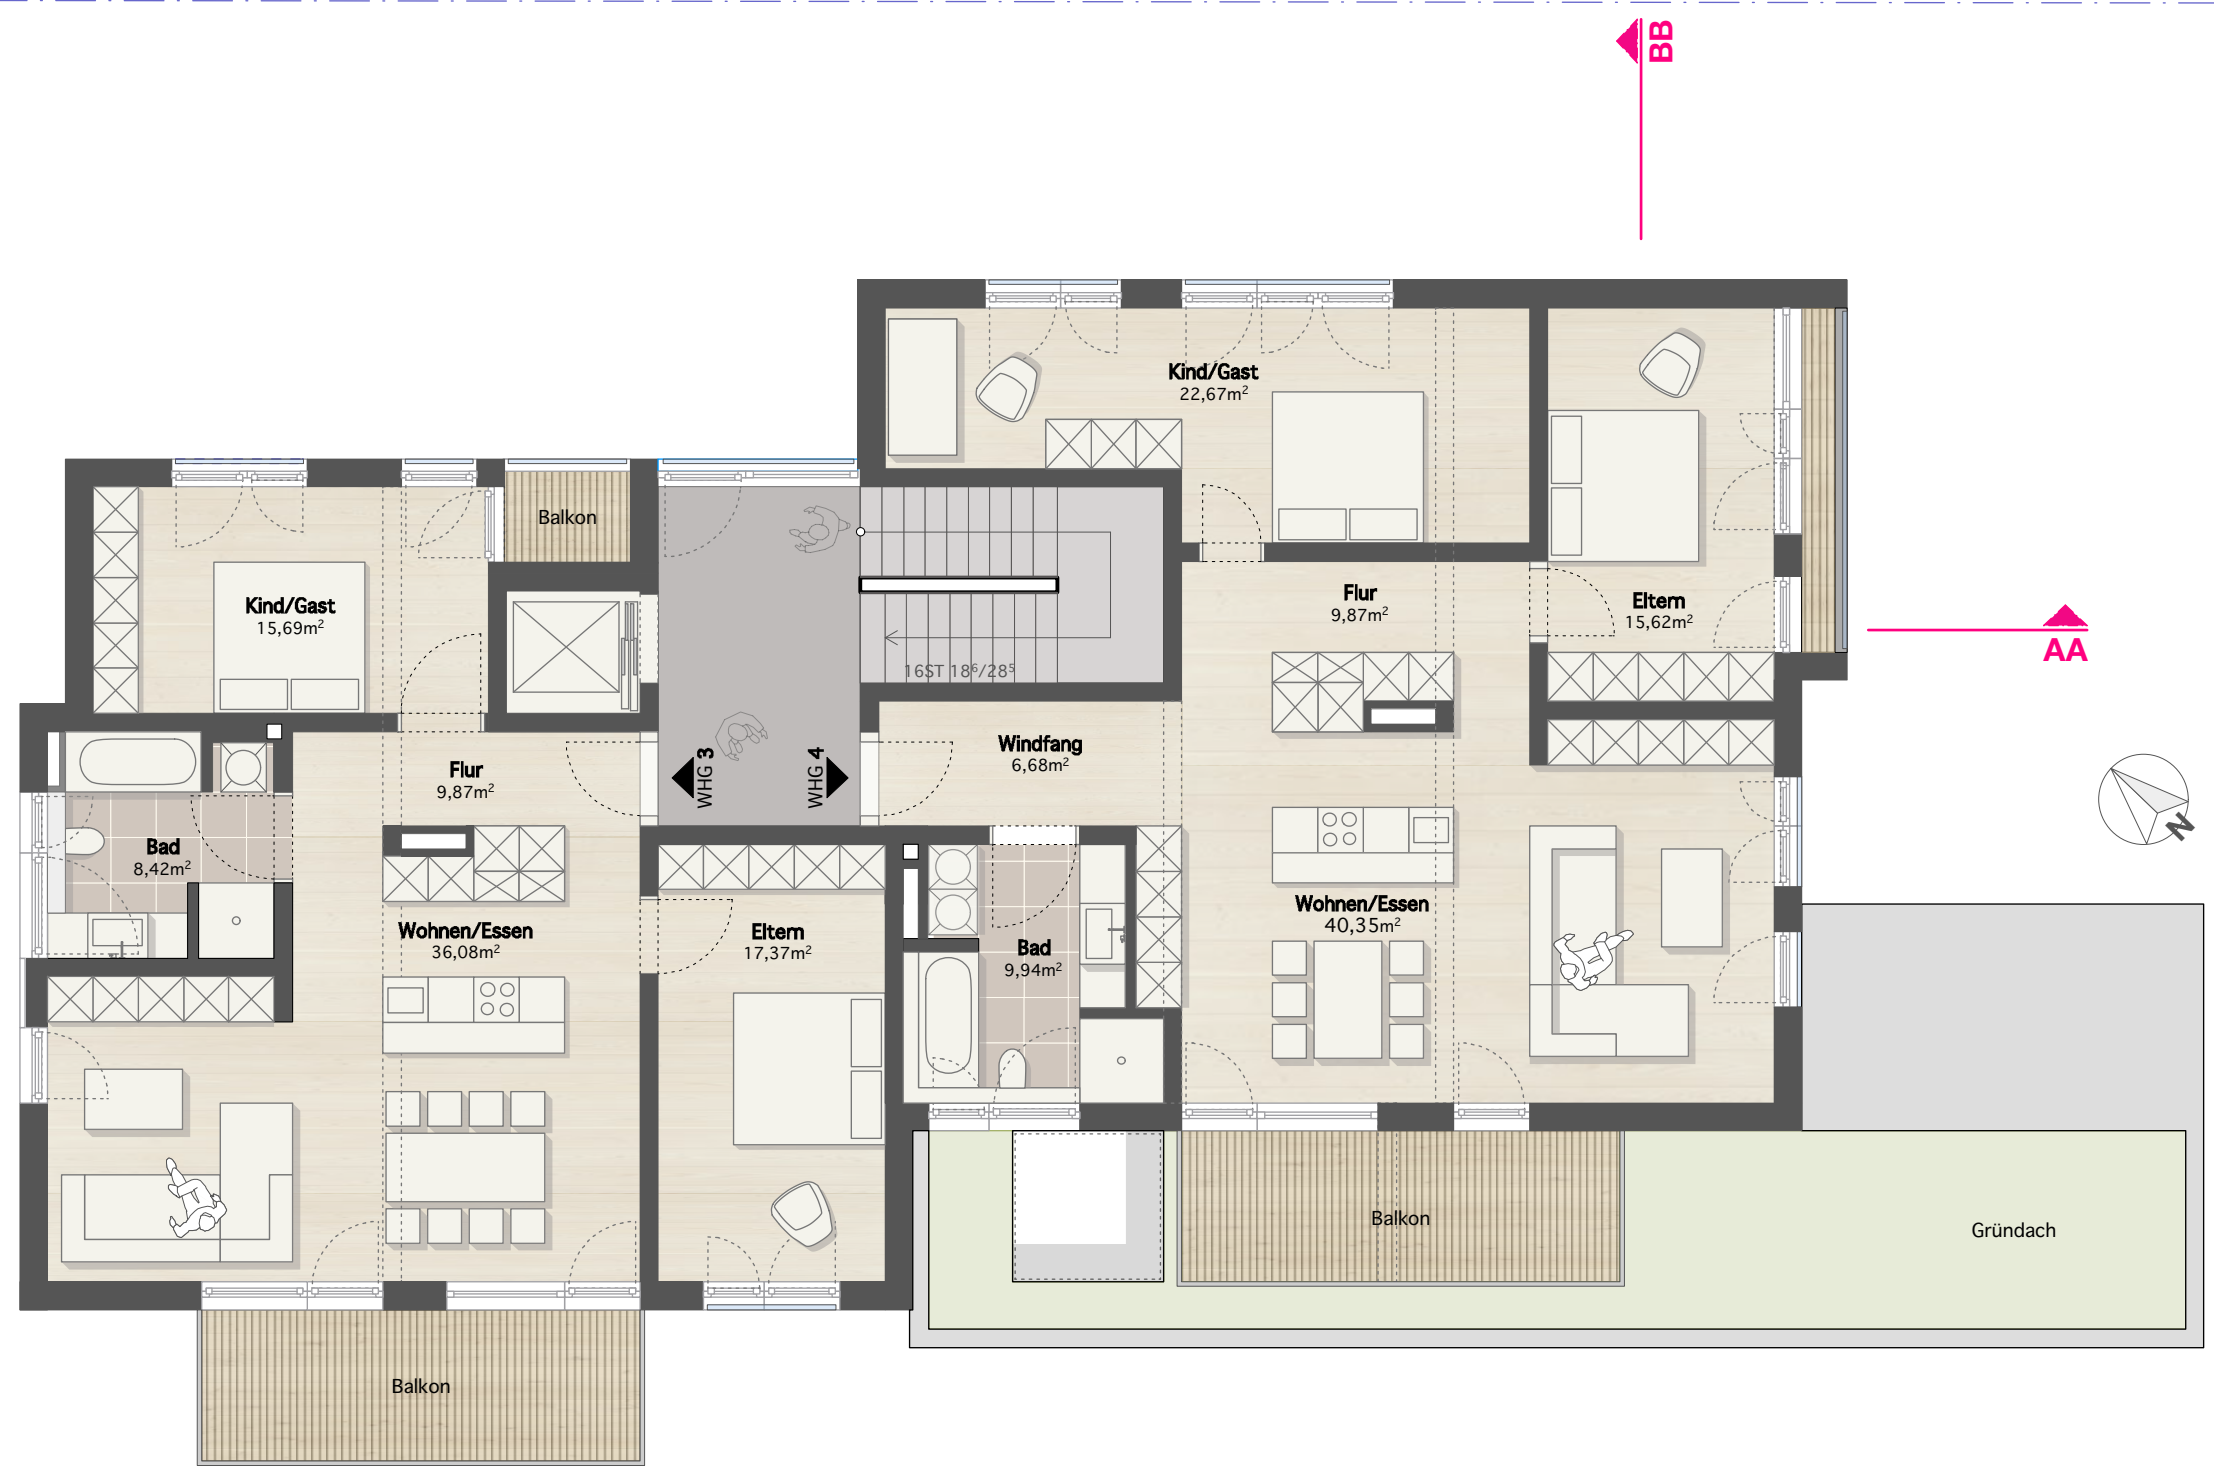 BB
Kind/Gast
22,67m²
Balkon
Kind/Gast
15,69m²
Flur
9,87m²
Eltern
15,62m²
AA
16ST 18⁶/28⁵
Windfang
6,68m²
Flur
9,87m²
WHG 3
WHG 4
N
Bad
8,42m²
Wohnen/Essen
36,08m²
Eltern
17,37m²
Bad
9,94m²
Wohnen/Essen
40,35m²
Balkon
Gründach
Balkon